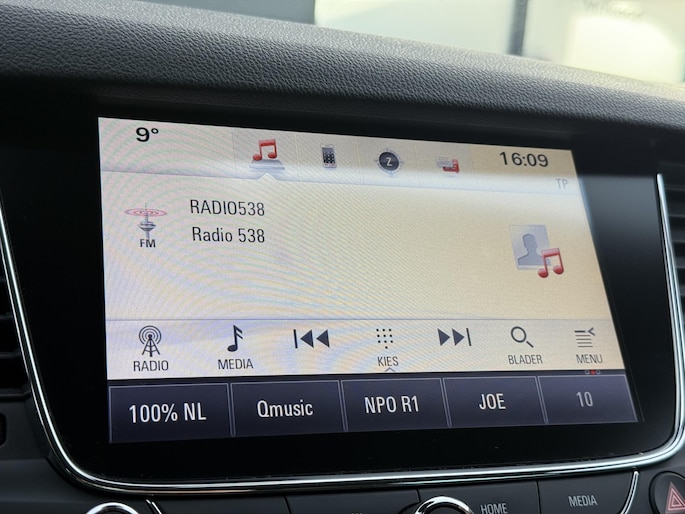 9° 16:09
Z
TP
RADIO538
Radio 538
FM
RADIO MEDIA KIES BLADER MENU
100% NL Qmusic NPO R1 JOE 10
HOME MEDIA